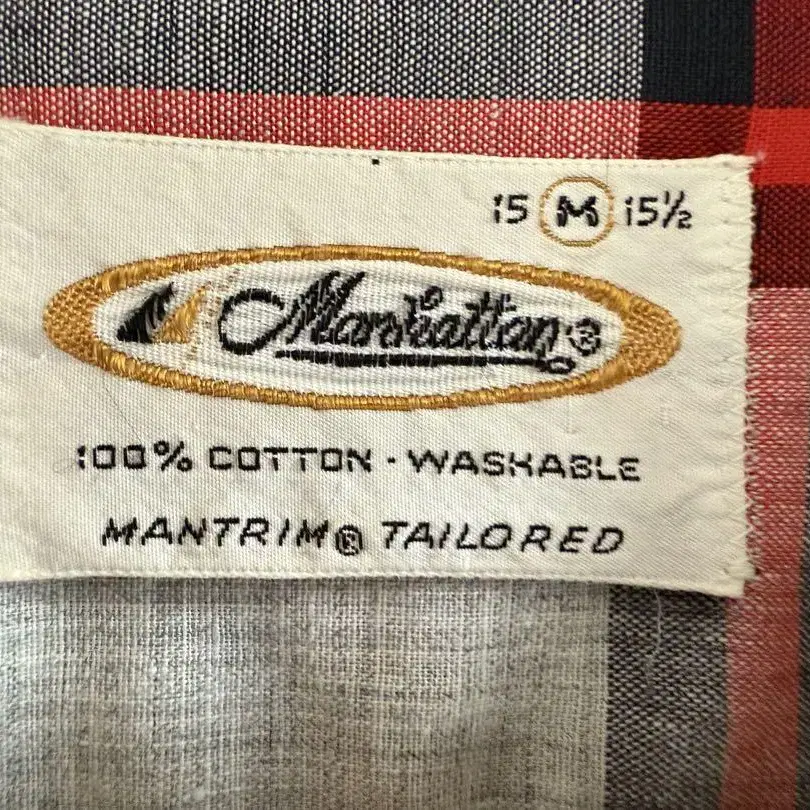 15 M 15½
Manhattan®
100% COTTON · WASHABLE
MANTRIM® TAILORED